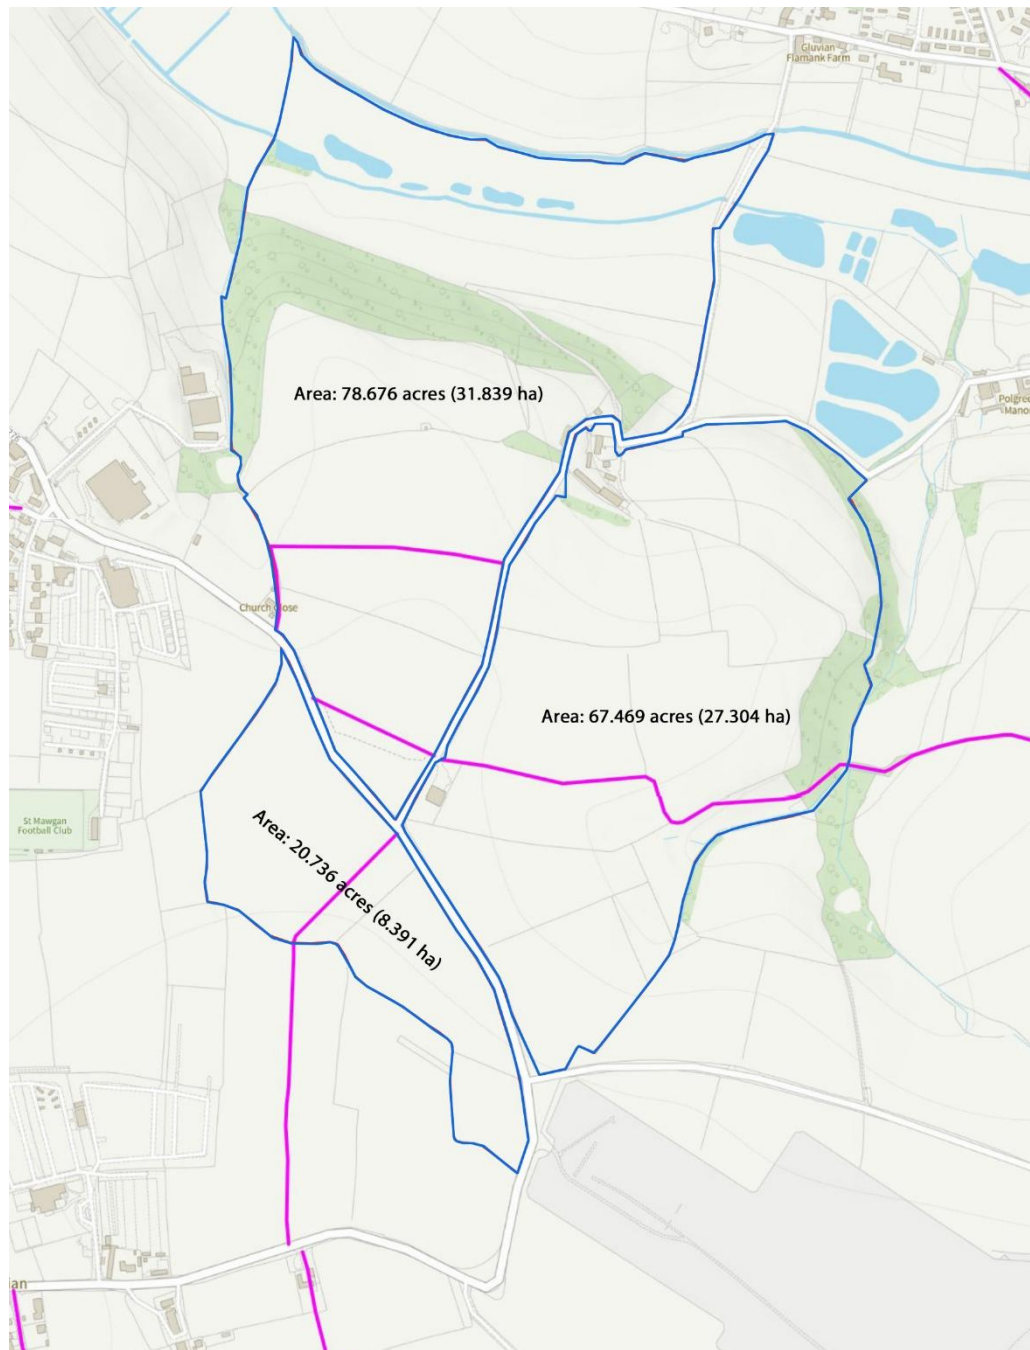 Gluvian
Flamank Farm
Area: 78.676 acres (31.839 ha)
Church Close
Area: 67.469 acres (27.304 ha)
Area: 20.736 acres (8.391 ha)
St Mawgan
Football Club